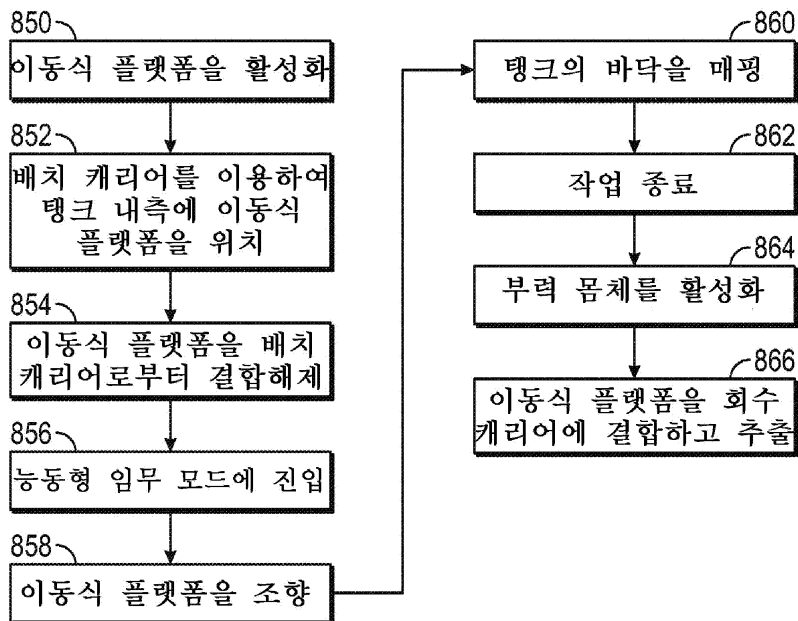 850
이동식 플랫폼을 활성화
852
배치 캐리어를 이용하여
탱크 내측에 이동식
플랫폼을 위치
854
이동식 플랫폼을 배치
캐리어로부터 결합해제
856
능동형 임무 모드에 진입
858
이동식 플랫폼을 조향
860
탱크의 바닥을 매핑
862
작업 종료
864
부력 몸체를 활성화
866
이동식 플랫폼을 회수
캐리어에 결합하고 추출